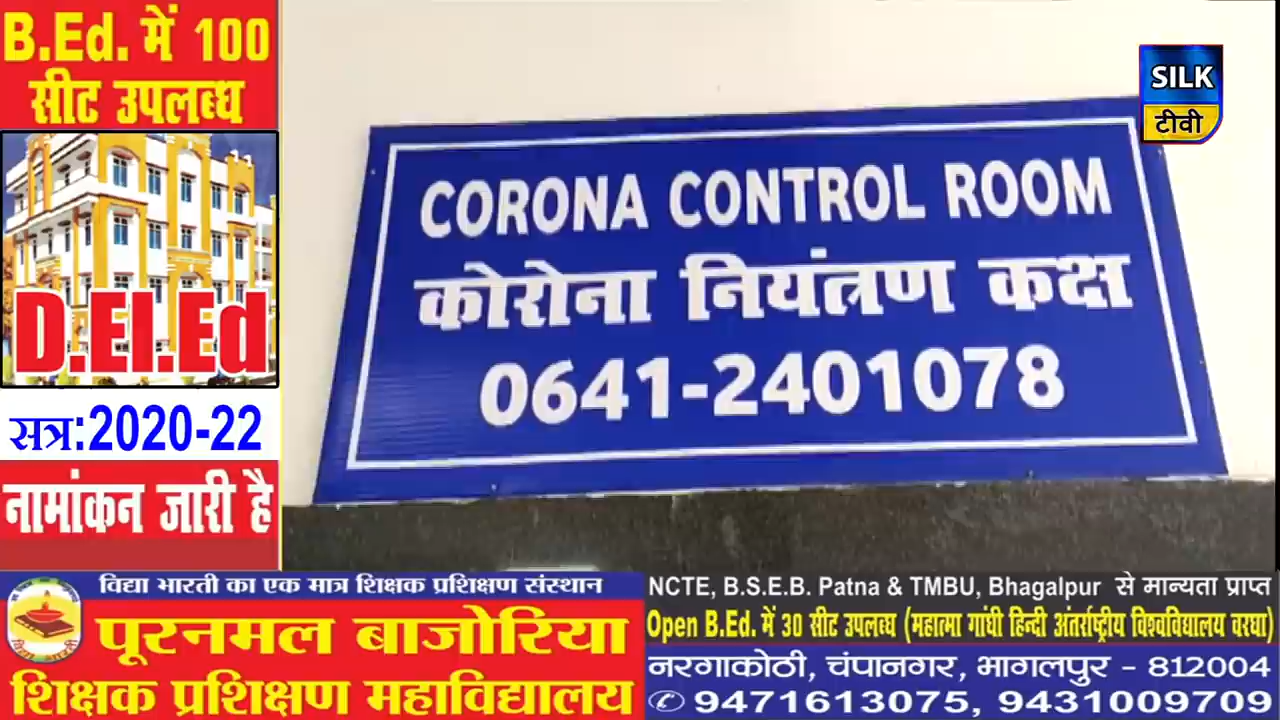 B.Ed. में 100
सीट उपलब्ध
D.El.Ed
सत्र:2020-22
नामांकन जारी है
SILK
टीवी
CORONA CONTROL ROOM
कोरोना नियंत्रण कक्ष
0641-2401078
विद्या भारती का एक मात्र शिक्षक प्रशिक्षण संस्थान
पूरनमल बाजोरिया
शिक्षक प्रशिक्षण महाविद्यालय
NCTE, B.S.E.B. Patna & TMBU, Bhagalpur से मान्यता प्राप्त
Open B.Ed. में 30 सीट उपलब्ध (महात्मा गांधी हिन्दी अंतर्राष्ट्रीय विश्वविद्यालय वरधा)
नरगाकोठी, चंपानगर, भागलपुर - 812004
9471613075, 9431009709